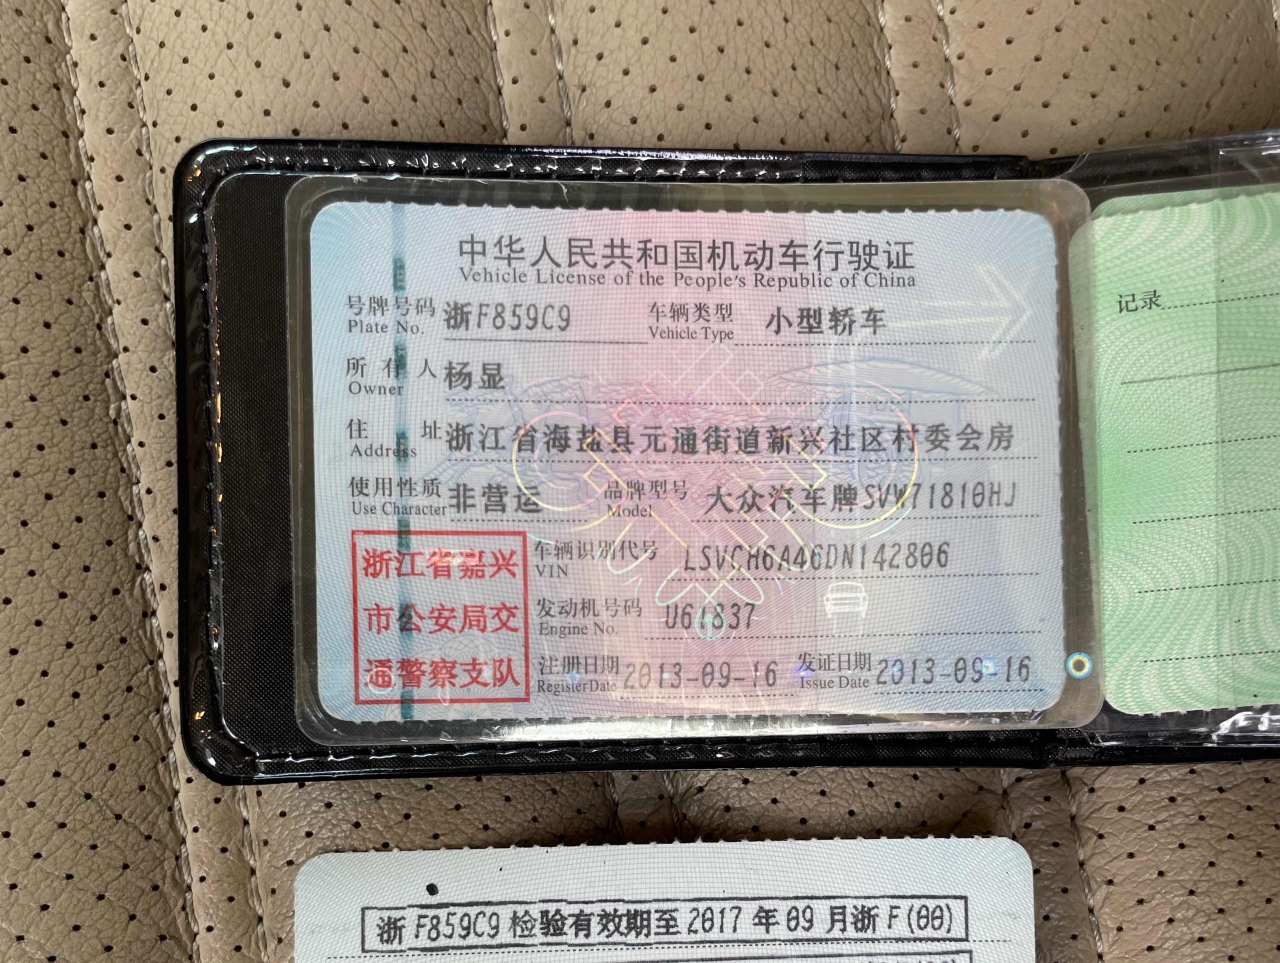 中华人民共和国机动车行驶证
Vehicle License of the People's Republic of China
号牌号码 浙F859C9 车辆类型 小型轿车
Plate No. Vehicle Type
所有人 杨显
Owner
住址 浙江省海盐县元通街道新兴社区村委会房
Address
使用性质 非营运 品牌型号 大众汽车牌SVW71810HJ
Use Character Model
浙江省嘉兴
市公安局交
通警察支队
车辆识别代号 LSVCH6A46DN142806
VIN
发动机号码 U61837
Engine No.
注册日期 2013-09-16 发证日期 2013-09-16
Register Date Issue Date
记录
浙F859C9检验有效期至2017年09月浙F(00)